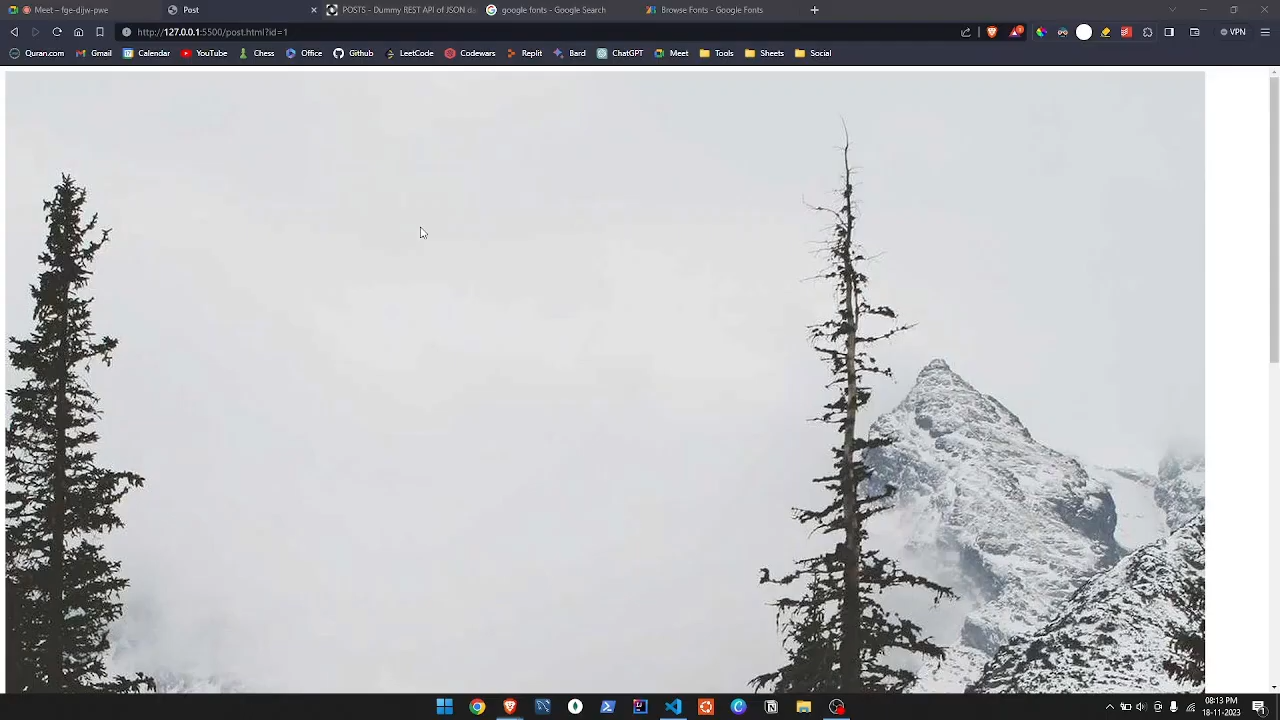 Meet – fge-dijw-pwe Post POSTS - Dummy REST API of JSON da google fonts - Google Search Browse Fonts - Google Fonts
http://127.0.0.1:5500/post.html?id=1 VPN
Quran.com Gmail Calendar YouTube Chess Office Github LeetCode Codewars Replit Bard ChatGPT Meet Tools Sheets Social
08:13 PM
18-11-2023